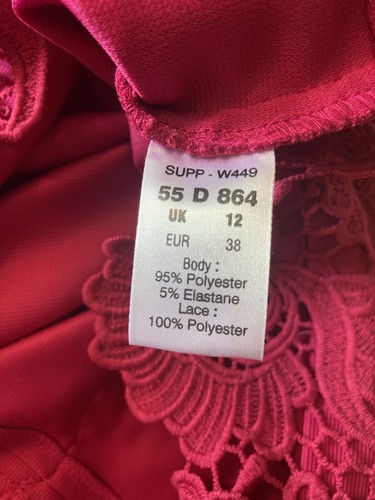 SUPP - W449
55 D 864
UK 12
EUR 38
Body :
95% Polyester
5% Elastane
Lace :
100% Polyester